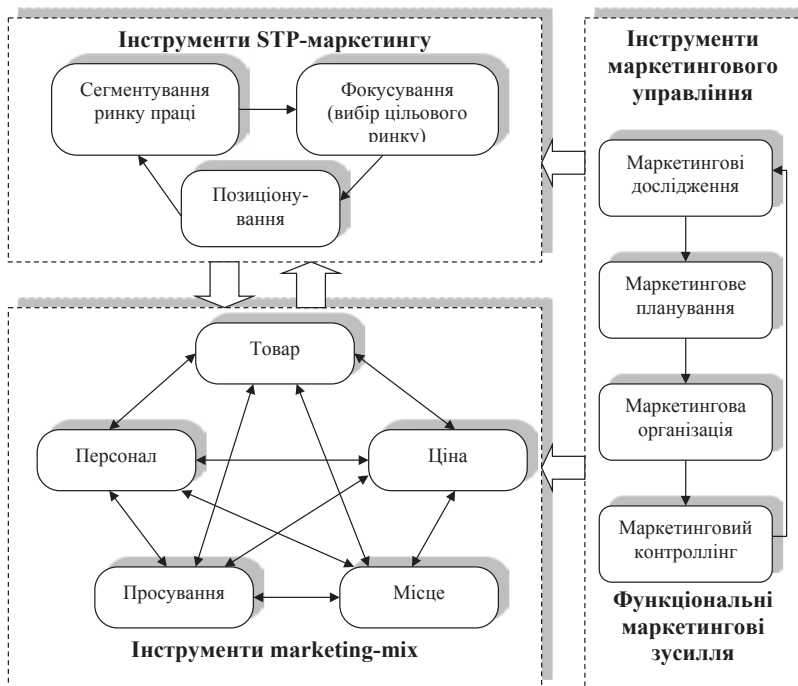 Інструменти STP-маркетингу
Сегментування
ринку праці
Фокусування
(вибір цільового
ринку)
Позиціону-
вання
Інструменти
маркетингового
управління
Маркетингові
дослідження
Маркетингове
планування
Маркетингова
організація
Маркетинговий
контроллінг
Функціональні
маркетингові
зусилля
Товар
Персонал
Ціна
Просування
Місце
Інструменти marketing-mix